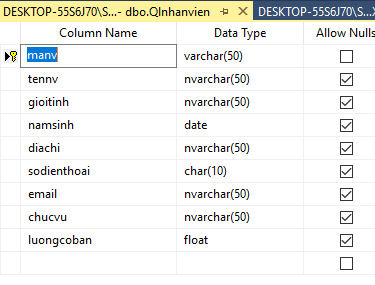 DESKTOP-55S6J70\S...- dbo.Qlnhanvien DESKTOP-55S6J70\S...
Column Name Data Type Allow Nulls
manv varchar(50)
tennv nvarchar(50)
gioitinh nvarchar(50)
namsinh date
diachi nvarchar(50)
sodienthoai char(10)
email nvarchar(50)
chucvu nvarchar(50)
luongcoban float